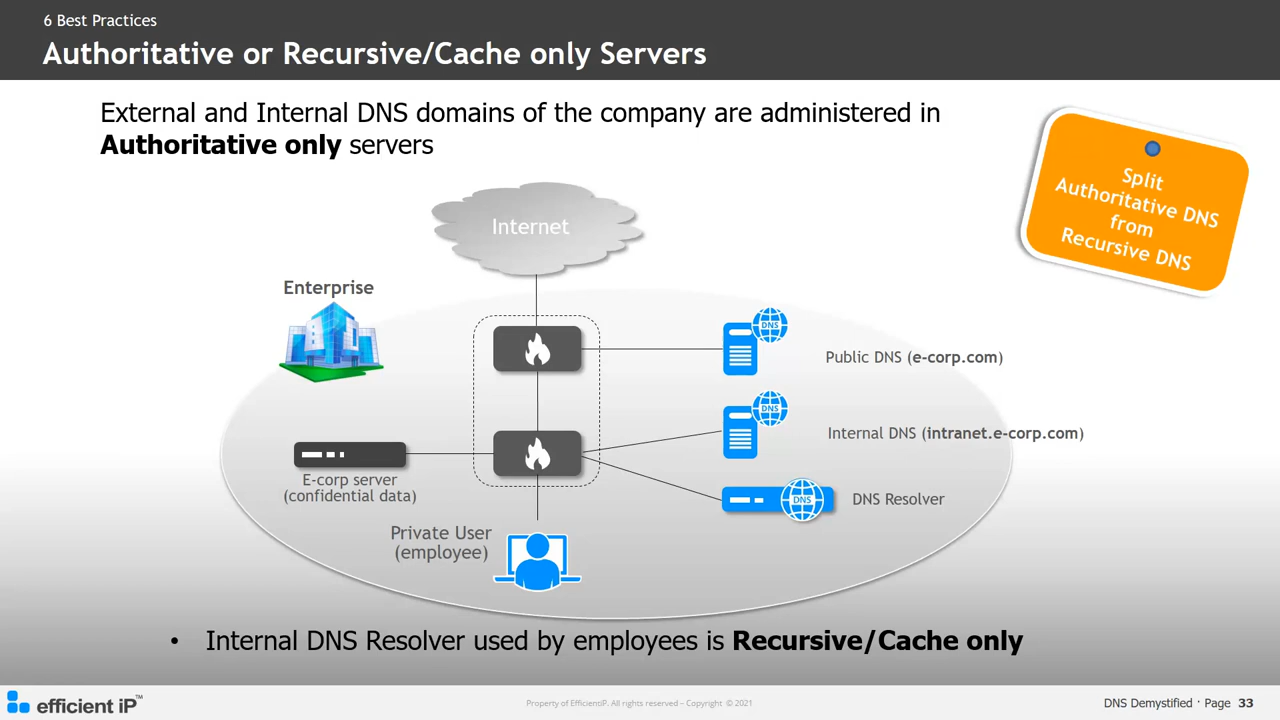 6 Best Practices
Authoritative or Recursive/Cache only Servers
External and Internal DNS domains of the company are administered in
Authoritative only servers
Split
Authoritative DNS
from
Recursive DNS
Internet
Enterprise
DNS
Public DNS (e-corp.com)
DNS
Internal DNS (intranet.e-corp.com)
E-corp server
(confidential data)
DNS
DNS Resolver
Private User
(employee)
• Internal DNS Resolver used by employees is Recursive/Cache only
efficient iP™
Property of EfficientiP. All rights reserved – Copyright © 2021
DNS Demystified · Page 33